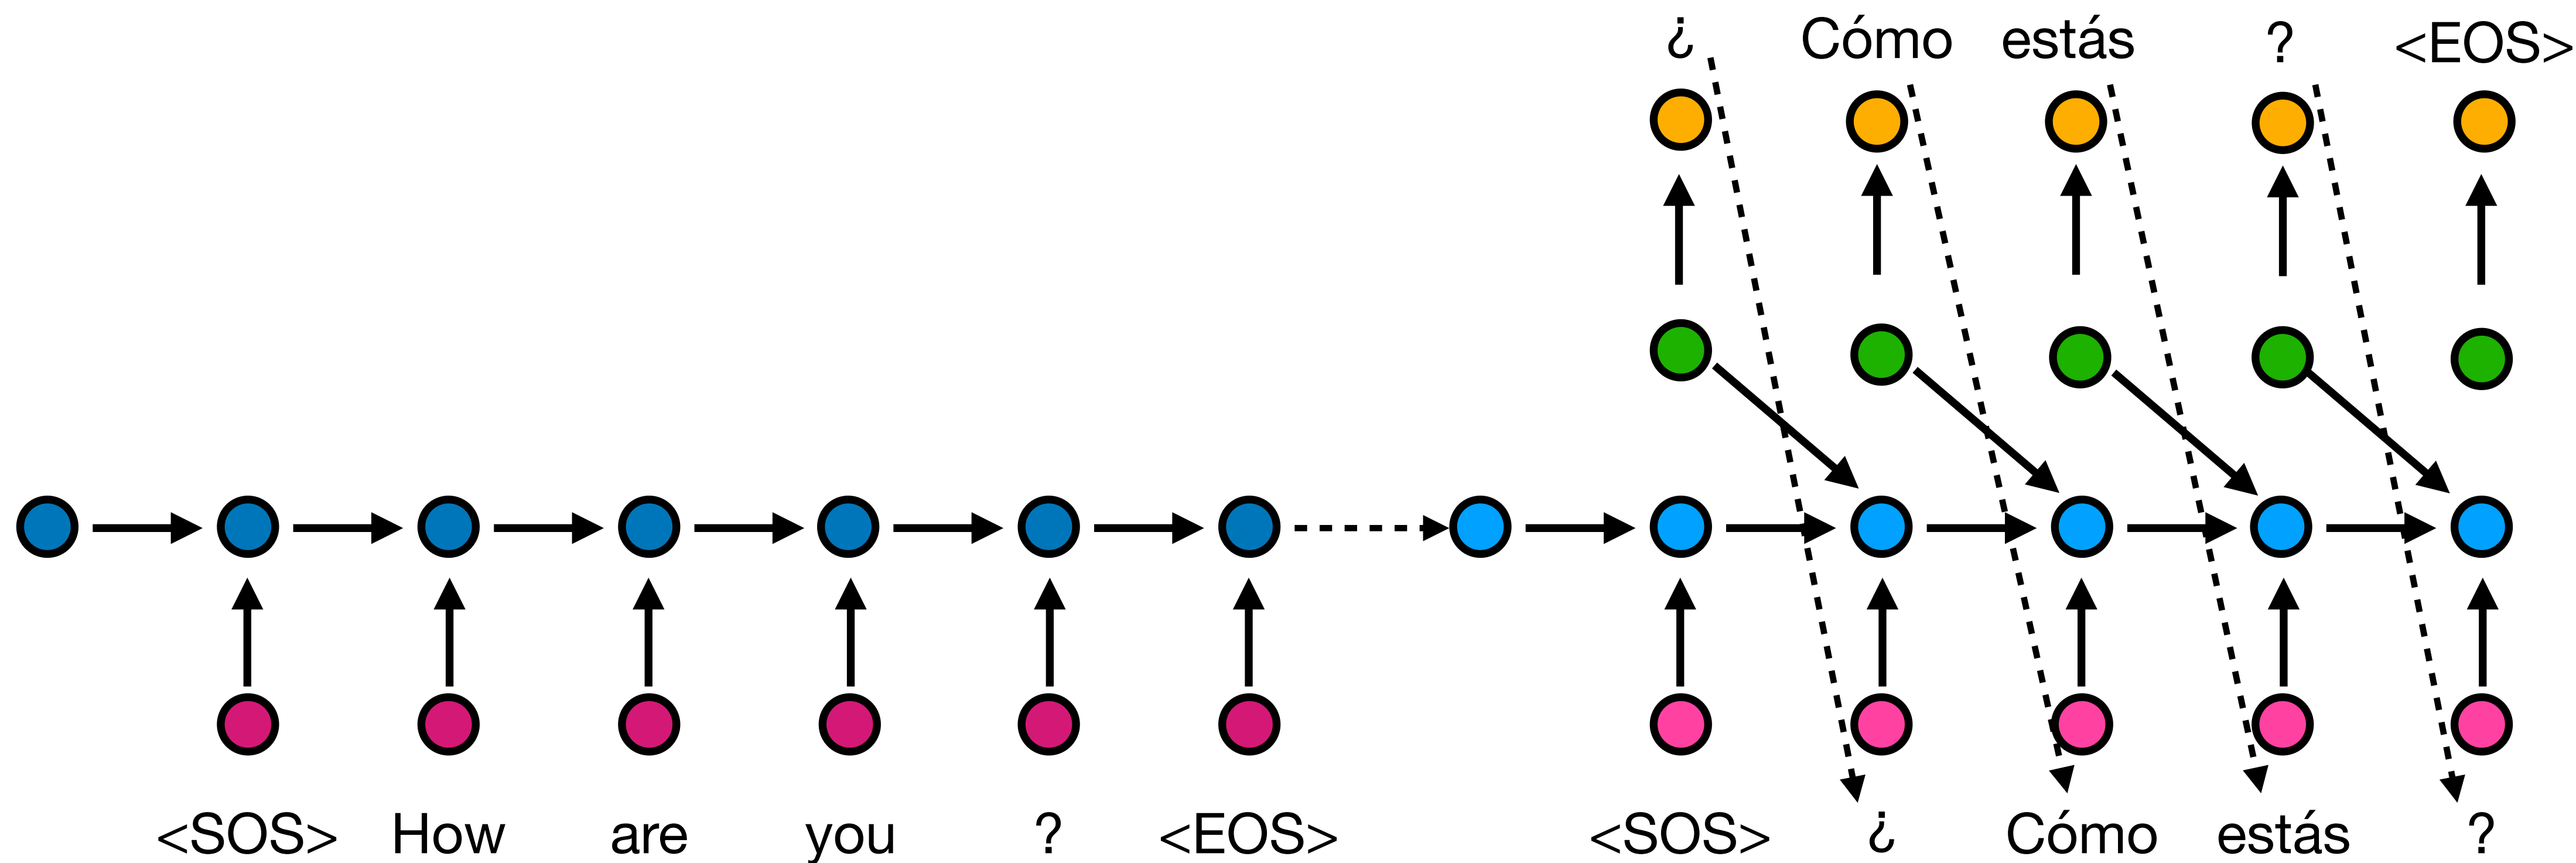 ¿ Cómo estás ? <EOS>
<SOS> How are you ? <EOS> <SOS> ¿ Cómo estás ?